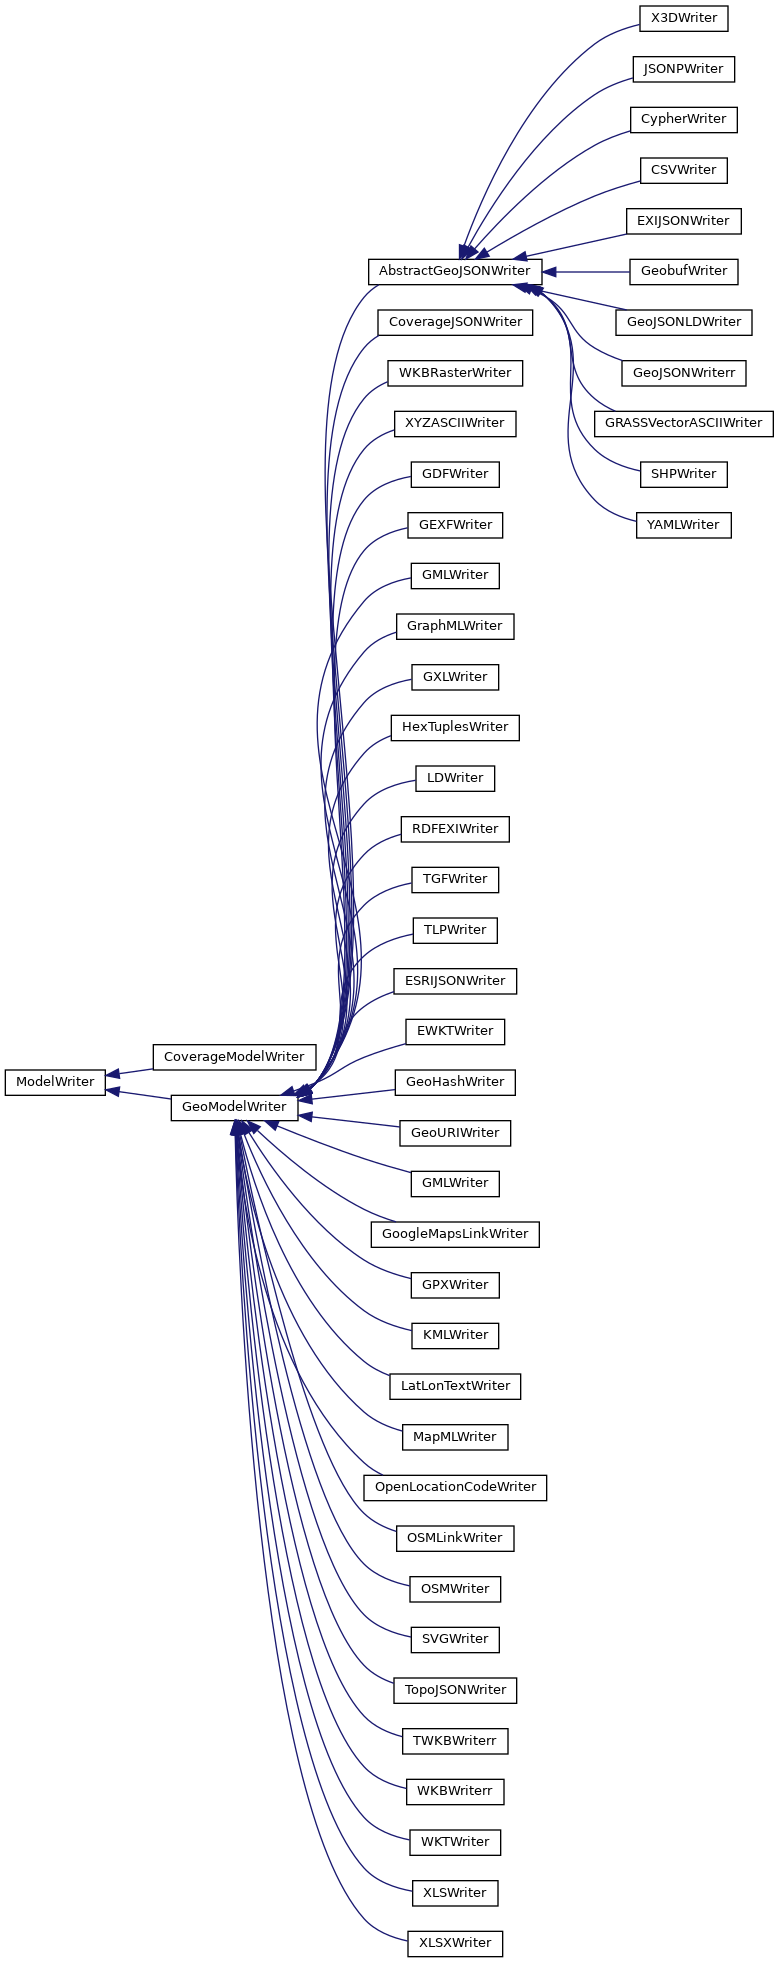 X3DWriter
JSONPWriter
CypherWriter
CSVWriter
EXIJSONWriter
AbstractGeoJSONWriter
GeobufWriter
CoverageJSONWriter
GeoJSONLDWriter
WKBRasterWriter
GeoJSONWriterr
XYZASCIIWriter
GRASSVectorASCIIWriter
GDFWriter
SHPWriter
GEXFWriter
YAMLWriter
GMLWriter
GraphMLWriter
GXLWriter
HexTuplesWriter
LDWriter
RDFEXIWriter
TGFWriter
TLPWriter
ESRIJSONWriter
EWKTWriter
CoverageModelWriter
ModelWriter
GeoHashWriter
GeoModelWriter
GeoURIWriter
GMLWriter
GoogleMapsLinkWriter
GPXWriter
KMLWriter
LatLonTextWriter
MapMLWriter
OpenLocationCodeWriter
OSMLinkWriter
OSMWriter
SVGWriter
TopoJSONWriter
TWKBWriterr
WKBWriterr
WKTWriter
XLSWriter
XLSXWriter